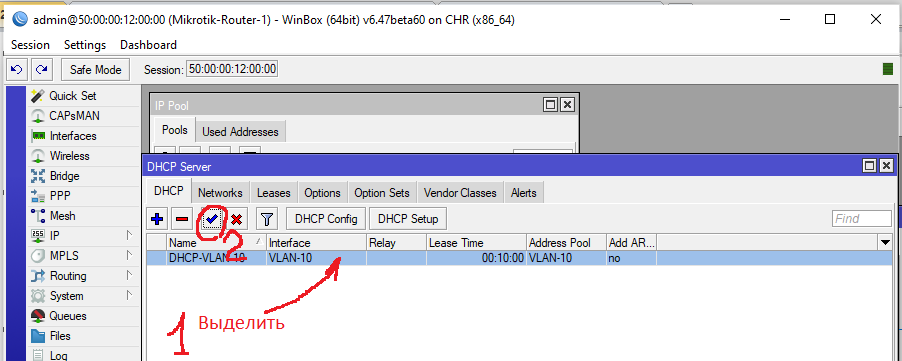 admin@50:00:00:12:00:00 (Mikrotik-Router-1) - WinBox (64bit) v6.47beta60 on CHR (x86_64)
Session Settings Dashboard
Safe Mode Session: 50:00:00:12:00:00
Quick Set
CAPsMAN
Interfaces
Wireless
Bridge
PPP
Mesh
IP
MPLS
Routing
System
Queues
Files
Log
IP Pool
Pools Used Addresses
DHCP Server
DHCP Networks Leases Options Option Sets Vendor Classes Alerts
DHCP Config DHCP Setup Find
Name Interface Relay Lease Time Address Pool Add AR...
DHCP-VLAN-10 VLAN-10 00:10:00 VLAN-10 no
2
1 Выделить